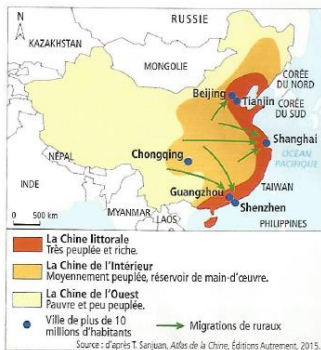 N
RUSSIE
KAZAKHSTAN
MONGOLIE
CORÉE
DU NORD
Beijing
Tianjin
CORÉE
DU SUD
Shanghai
OCÉAN
PACIFIQUE
NÉPAL
Chongqing
INDE
Guangzhou
TAIWAN
Shenzhen
MYANMAR
LAOS
PHILIPPINES
0 500 km
La Chine littorale
Très peuplée et riche.
La Chine de l'Intérieur
Moyennement peuplée, réservoir de main-d'œuvre.
La Chine de l'Ouest
Pauvre et peu peuplée.
Ville de plus de 10
millions d'habitants
Migrations de ruraux
Source : d'après T. Sanjuan, Atlas de la Chine, Éditions Autrement, 2015.